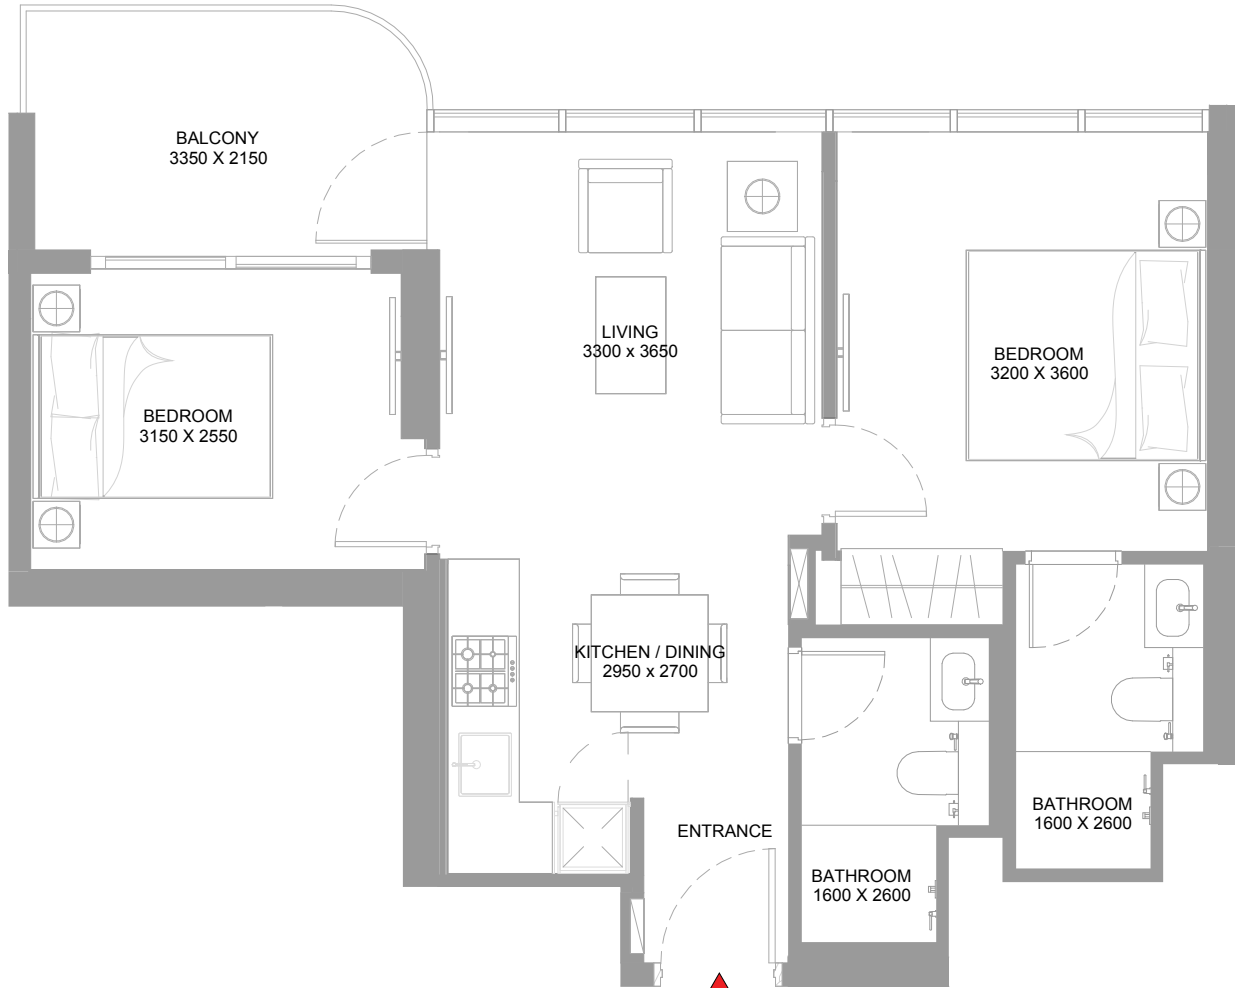 BALCONY
3350 X 2150
LIVING
3300 x 3650
BEDROOM
3200 X 3600
BEDROOM
3150 X 2550
KITCHEN / DINING
2950 x 2700
ENTRANCE
BATHROOM
1600 X 2600
BATHROOM
1600 X 2600